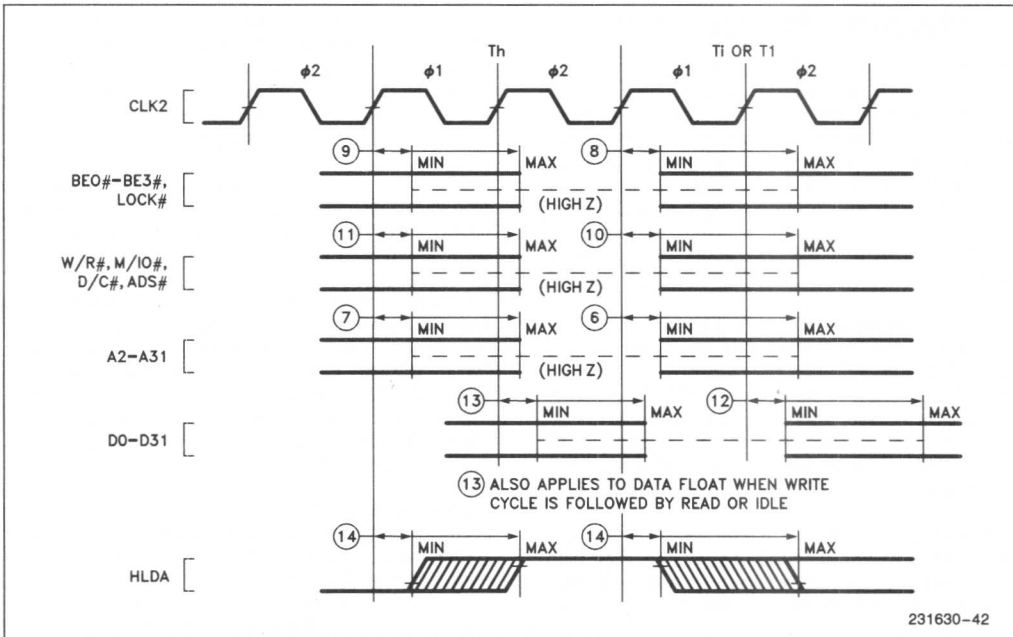 Th
Ti OR T1
ϕ2
ϕ1
ϕ2
ϕ1
ϕ2
CLK2
9
MIN
MAX
8
MIN
MAX
BE0#-BE3#,
LOCK#
(HIGH Z)
11
MIN
MAX
10
MIN
MAX
W/R#, M/IO#,
D/C#, ADS#
(HIGH Z)
7
MIN
MAX
6
MIN
MAX
A2-A31
(HIGH Z)
13
MIN
MAX
12
MIN
MAX
D0-D31
13 ALSO APPLIES TO DATA FLOAT WHEN WRITE
CYCLE IS FOLLOWED BY READ OR IDLE
14
MIN
MAX
14
MIN
MAX
HLDA
231630-42